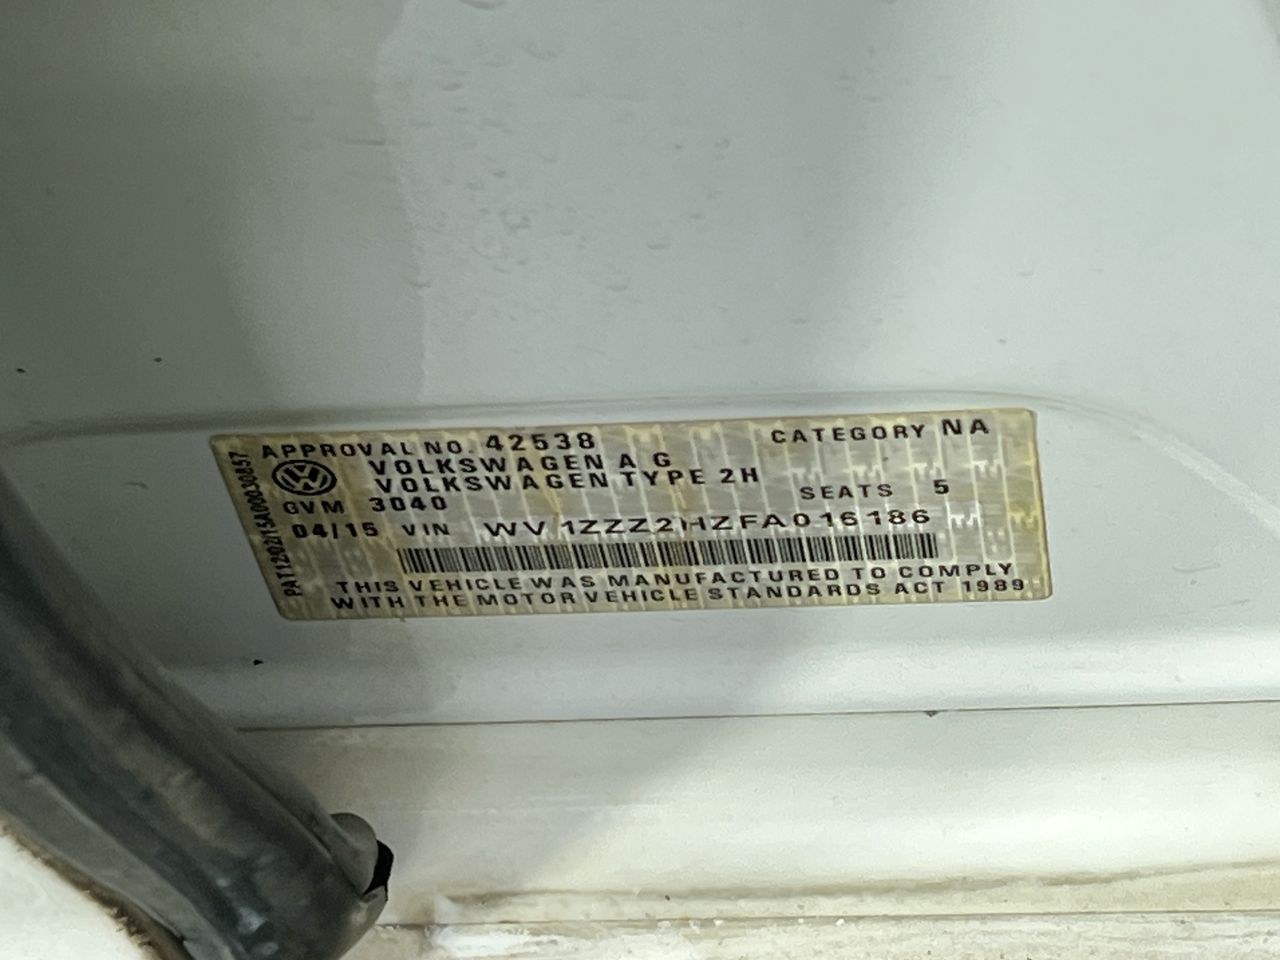 APPROVAL NO. 42538 CATEGORY NA
VOLKSWAGEN A G
VOLKSWAGEN TYPE 2H
GVM 3040 SEATS 5
04/15 VIN WV1ZZZ2HZFA016186
THIS VEHICLE WAS MANUFACTURED TO COMPLY
WITH THE MOTOR VEHICLE STANDARDS ACT 1989